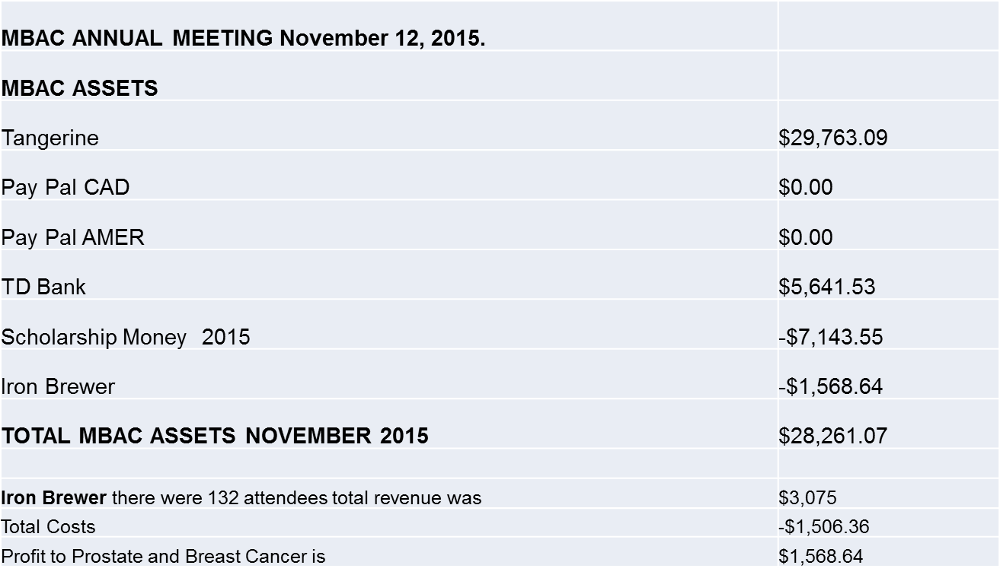 MBAC ANNUAL MEETING November 12, 2015.
MBAC ASSETS
Tangerine $29,763.09
Pay Pal CAD $0.00
Pay Pal AMER $0.00
TD Bank $5,641.53
Scholarship Money 2015 -$7,143.55
Iron Brewer -$1,568.64
TOTAL MBAC ASSETS NOVEMBER 2015 $28,261.07
Iron Brewer there were 132 attendees total revenue was $3,075
Total Costs -$1,506.36
Profit to Prostate and Breast Cancer is $1,568.64